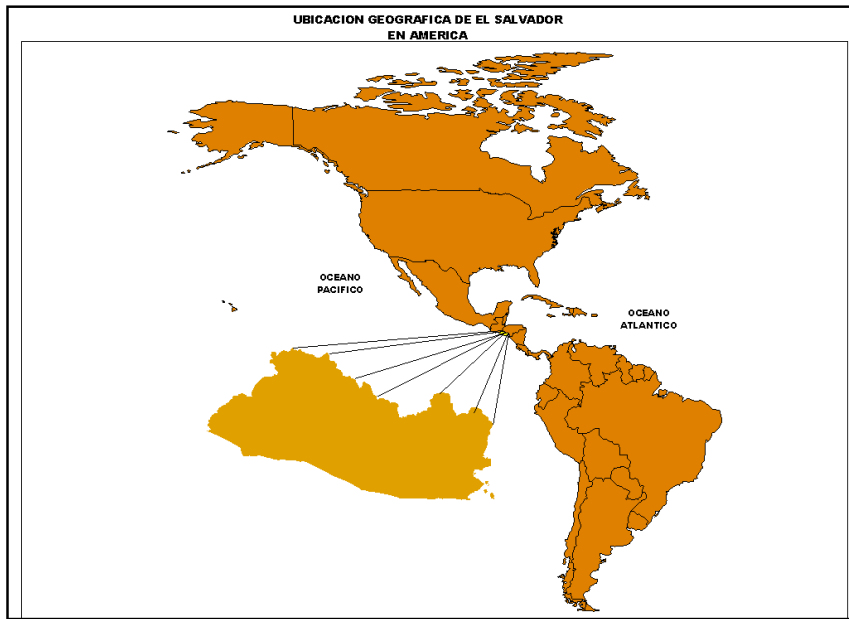 UBICACION GEOGRAFICA DE EL SALVADOR
EN AMERICA
OCEANO
PACIFICO
OCEANO
ATLANTICO